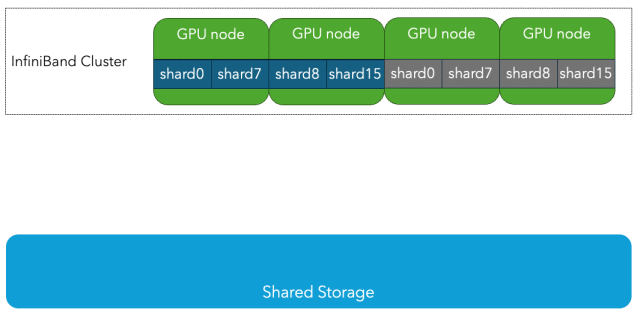 GPU node GPU node GPU node GPU node
InfiniBand Cluster
shard0 shard7 shard8 shard15 shard0 shard7 shard8 shard15
Shared Storage